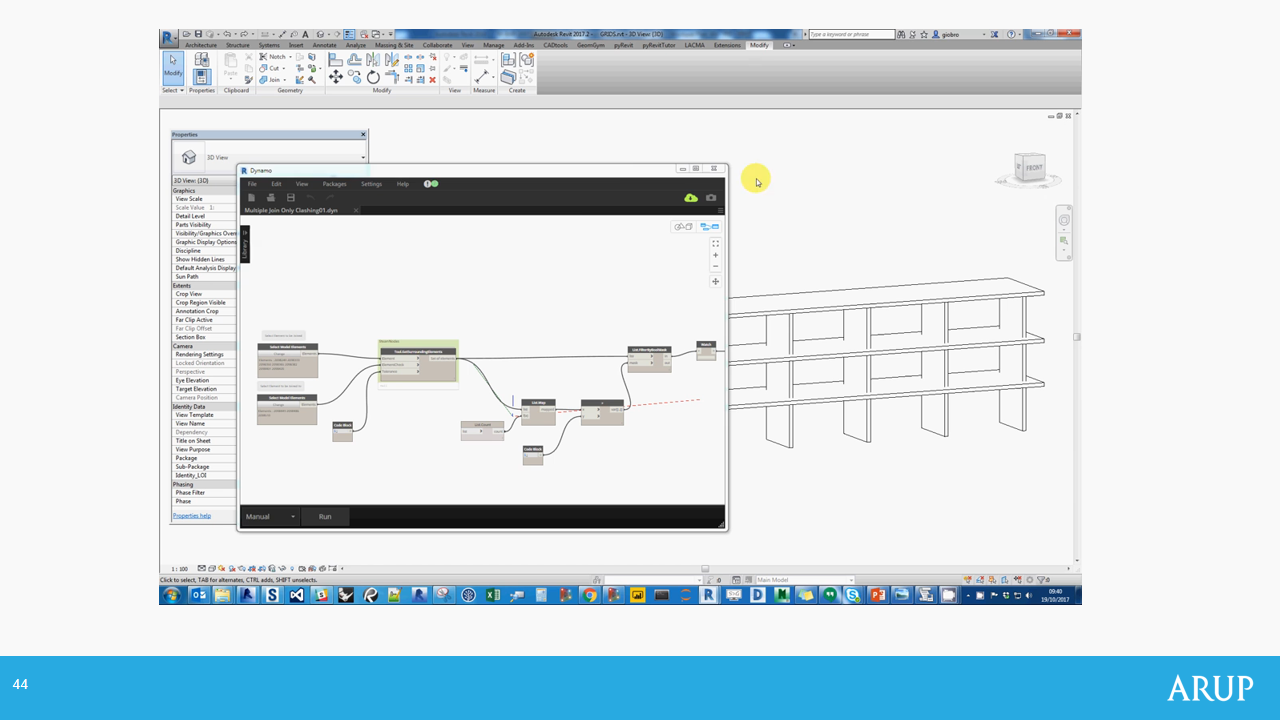 Autodesk Revit 2017.2 - GRIDS.rvt - 3D View: {3D}
Type a keyword or phrase
giobro
Architecture Structure Systems Insert Annotate Analyze Massing & Site Collaborate View Manage Add-Ins CADtools GeomGym pyRevit pyRevitTutor LACMA Extensions Modify
Modify
Properties
Paste
Notch
Cut
Join
Select Properties Clipboard Geometry Modify View Measure Create
Properties
3D View
3D View: {3D}
Graphics
View Scale
Scale Value 1:
Detail Level
Parts Visibility
Visibility/Graphics Over
Graphic Display Options
Discipline
Show Hidden Lines
Default Analysis Display
Sun Path
Extents
Crop View
Crop Region Visible
Annotation Crop
Far Clip Active
Far Clip Offset
Section Box
Camera
Rendering Settings
Locked Orientation
Perspective
Eye Elevation
Target Elevation
Camera Position
Identity Data
View Template
View Name
Dependency
Title on Sheet
View Purpose
Package
Sub-Package
Identity_LOI
Phasing
Phase Filter
Phase
Properties help
Dynamo
File Edit View Packages Settings Help
Multiple Join Only Clashing01.dyn
Library
Select Model Elements
Change
Select Model Elements
Change
Code Block
List.Count
List.Map
Code Block
List.FilterByBoolMask
Manual
Run
FRONT
1 : 100
Click to select, TAB for alternates, CTRL adds, SHIFT unselects.
:0
Main Model
:0
09:40
19/10/2017
44
ARUP